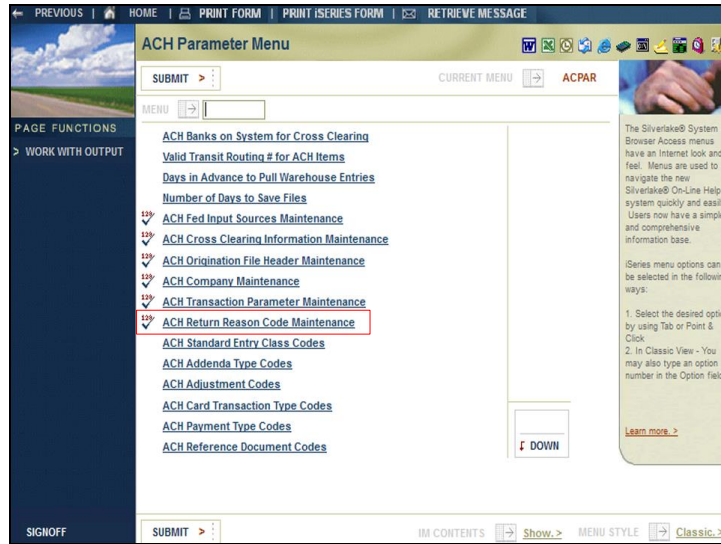 PREVIOUS | HOME | PRINT FORM | PRINT iSERIES FORM | RETRIEVE MESSAGE
ACH Parameter Menu
SUBMIT >
CURRENT MENU
ACPAR
MENU
PAGE FUNCTIONS
> WORK WITH OUTPUT
ACH Banks on System for Cross Clearing
Valid Transit Routing # for ACH Items
Days in Advance to Pull Warehouse Entries
Number of Days to Save Files
ACH Fed Input Sources Maintenance
ACH Cross Clearing Information Maintenance
ACH Origination File Header Maintenance
ACH Company Maintenance
ACH Transaction Parameter Maintenance
ACH Return Reason Code Maintenance
ACH Standard Entry Class Codes
ACH Addenda Type Codes
ACH Adjustment Codes
ACH Card Transaction Type Codes
ACH Payment Type Codes
ACH Reference Document Codes
DOWN
The Silverlake® System
Browser Access menus
have an Internet look and
feel. Menus are used to
navigate the new
Silverlake® On-Line Help
system quickly and easil
Users now have a simple
and comprehensive
information base.
iSeries menu options can
be selected in the followin
ways:
1. Select the desired optio
by using Tab or Point &
Click
2. In Classic View - You
may also type an option
number in the Option field
Learn more. >
SIGNOFF
SUBMIT >
IM CONTENTS
Show. >
MENU STYLE
Classic. >